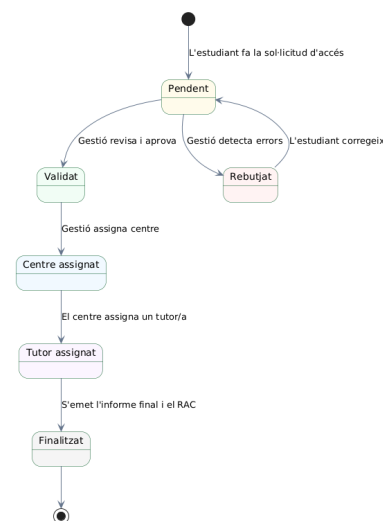 L'estudiant fa la sol·licitud d'accés
Pendent
Gestió revisa i aprova
Gestió detecta errors
L'estudiant corregeix
Validat
Rebutjat
Gestió assigna centre
Centre assignat
El centre assigna un tutor/a
Tutor assignat
S'emet l'informe final i el RAC
Finalitzat